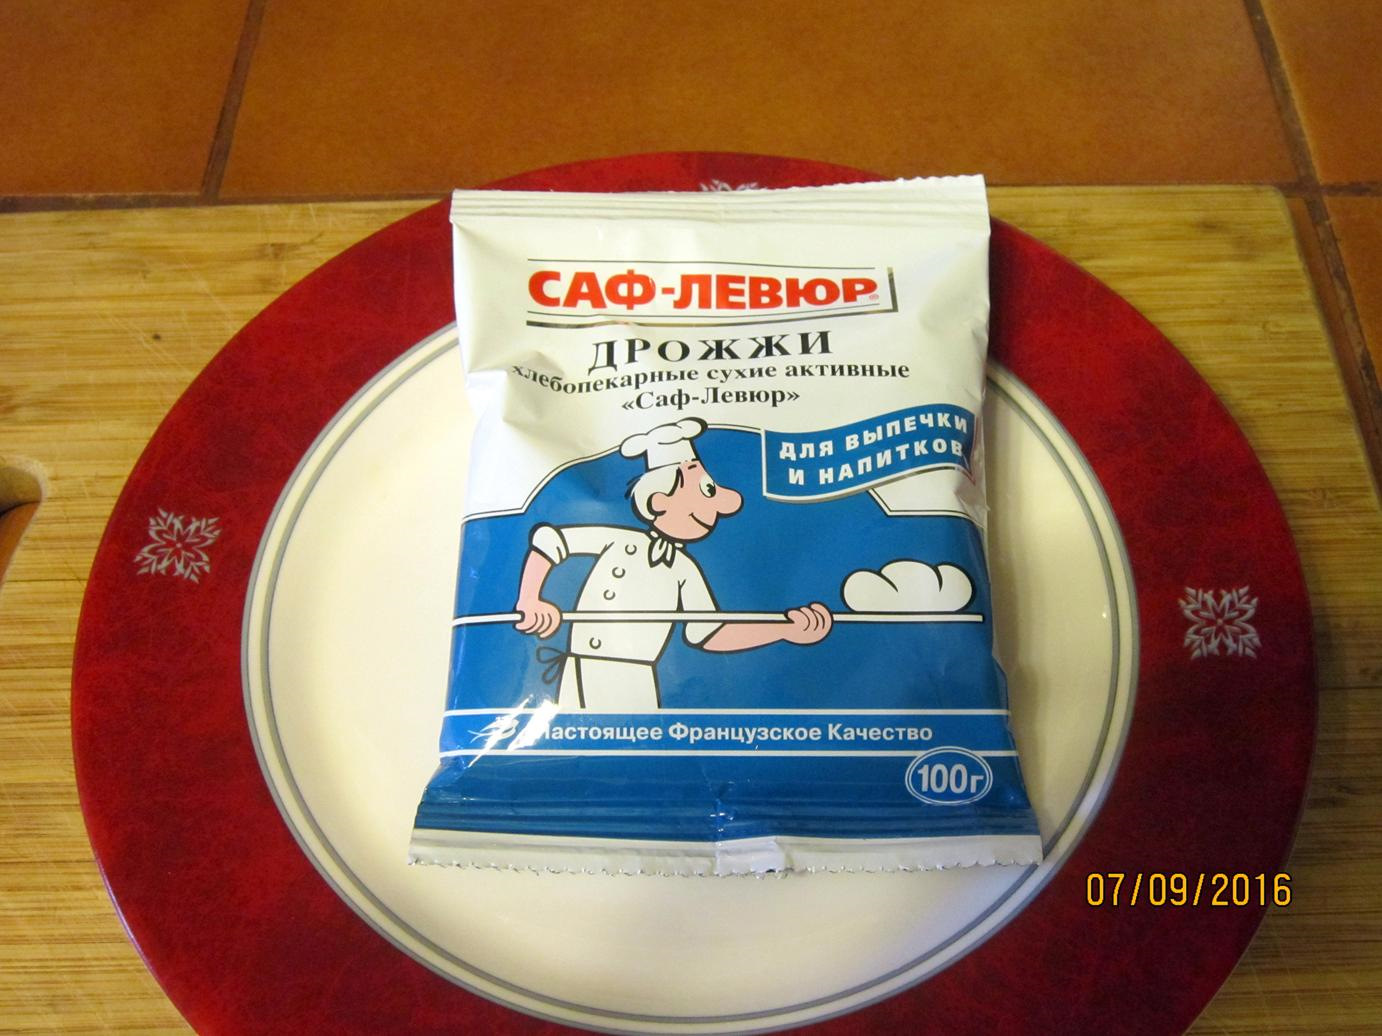 САФ-ЛЕВЮР®
ДРОЖЖИ
хлебопекарные сухие активные
«Саф-Левюр»
ДЛЯ ВЫПЕЧКИ
И НАПИТКОВ
Настоящее Французское Качество
100г
07/09/2016